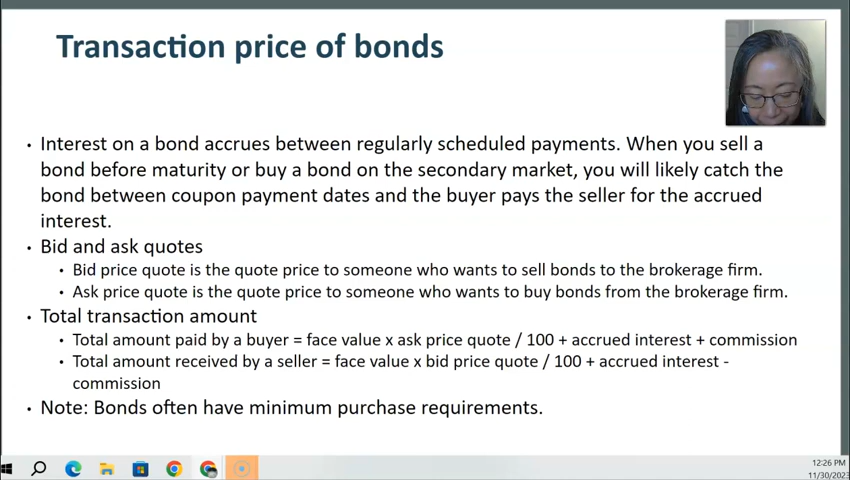 Transaction price of bonds
• Interest on a bond accrues between regularly scheduled payments. When you sell a
bond before maturity or buy a bond on the secondary market, you will likely catch the
bond between coupon payment dates and the buyer pays the seller for the accrued
interest.
• Bid and ask quotes
• Bid price quote is the quote price to someone who wants to sell bonds to the brokerage firm.
• Ask price quote is the quote price to someone who wants to buy bonds from the brokerage firm.
• Total transaction amount
• Total amount paid by a buyer = face value x ask price quote / 100 + accrued interest + commission
• Total amount received by a seller = face value x bid price quote / 100 + accrued interest -
commission
• Note: Bonds often have minimum purchase requirements.
12:26 PM
11/30/2023